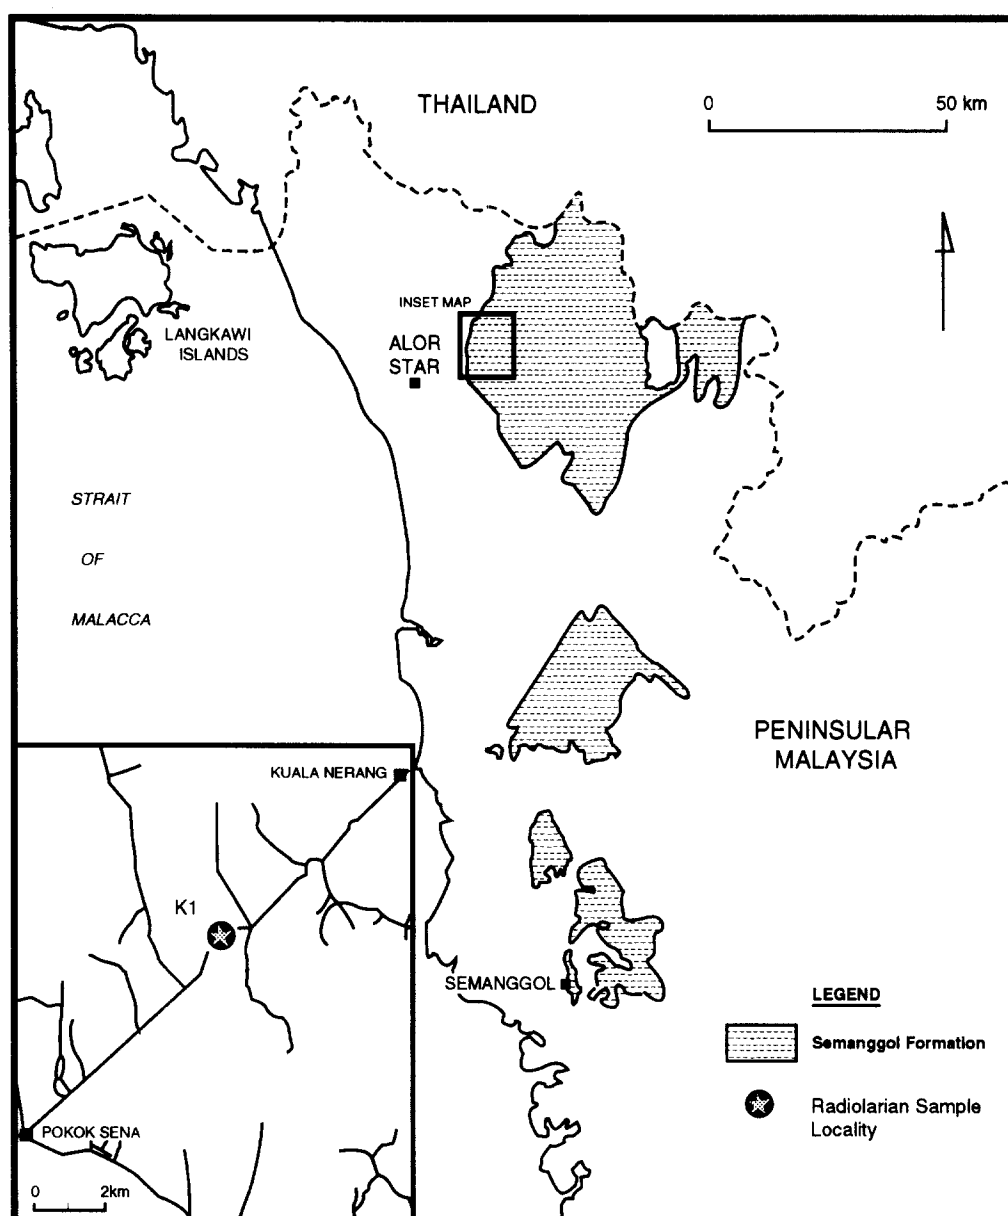 THAILAND
0 50 km
INSET MAP
LANGKAWI
ISLANDS
ALOR
STAR
STRAIT
OF
MALACCA
PENINSULAR
MALAYSIA
KUALA NERANG
K1
SEMANGGOL
POKOK SENA
0 2km
LEGEND
Semanggol Formation
Radiolarian Sample
Locality